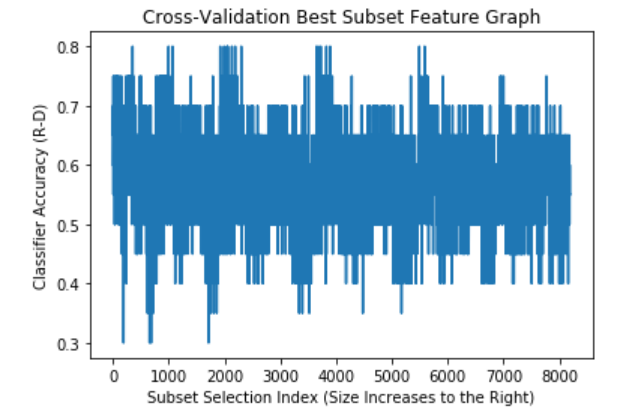 Cross-Validation Best Subset Feature Graph
0.8
0.7
0.6
0.5
0.4
0.3
Classifier Accuracy (R-D)
0 1000 2000 3000 4000 5000 6000 7000 8000
Subset Selection Index (Size Increases to the Right)